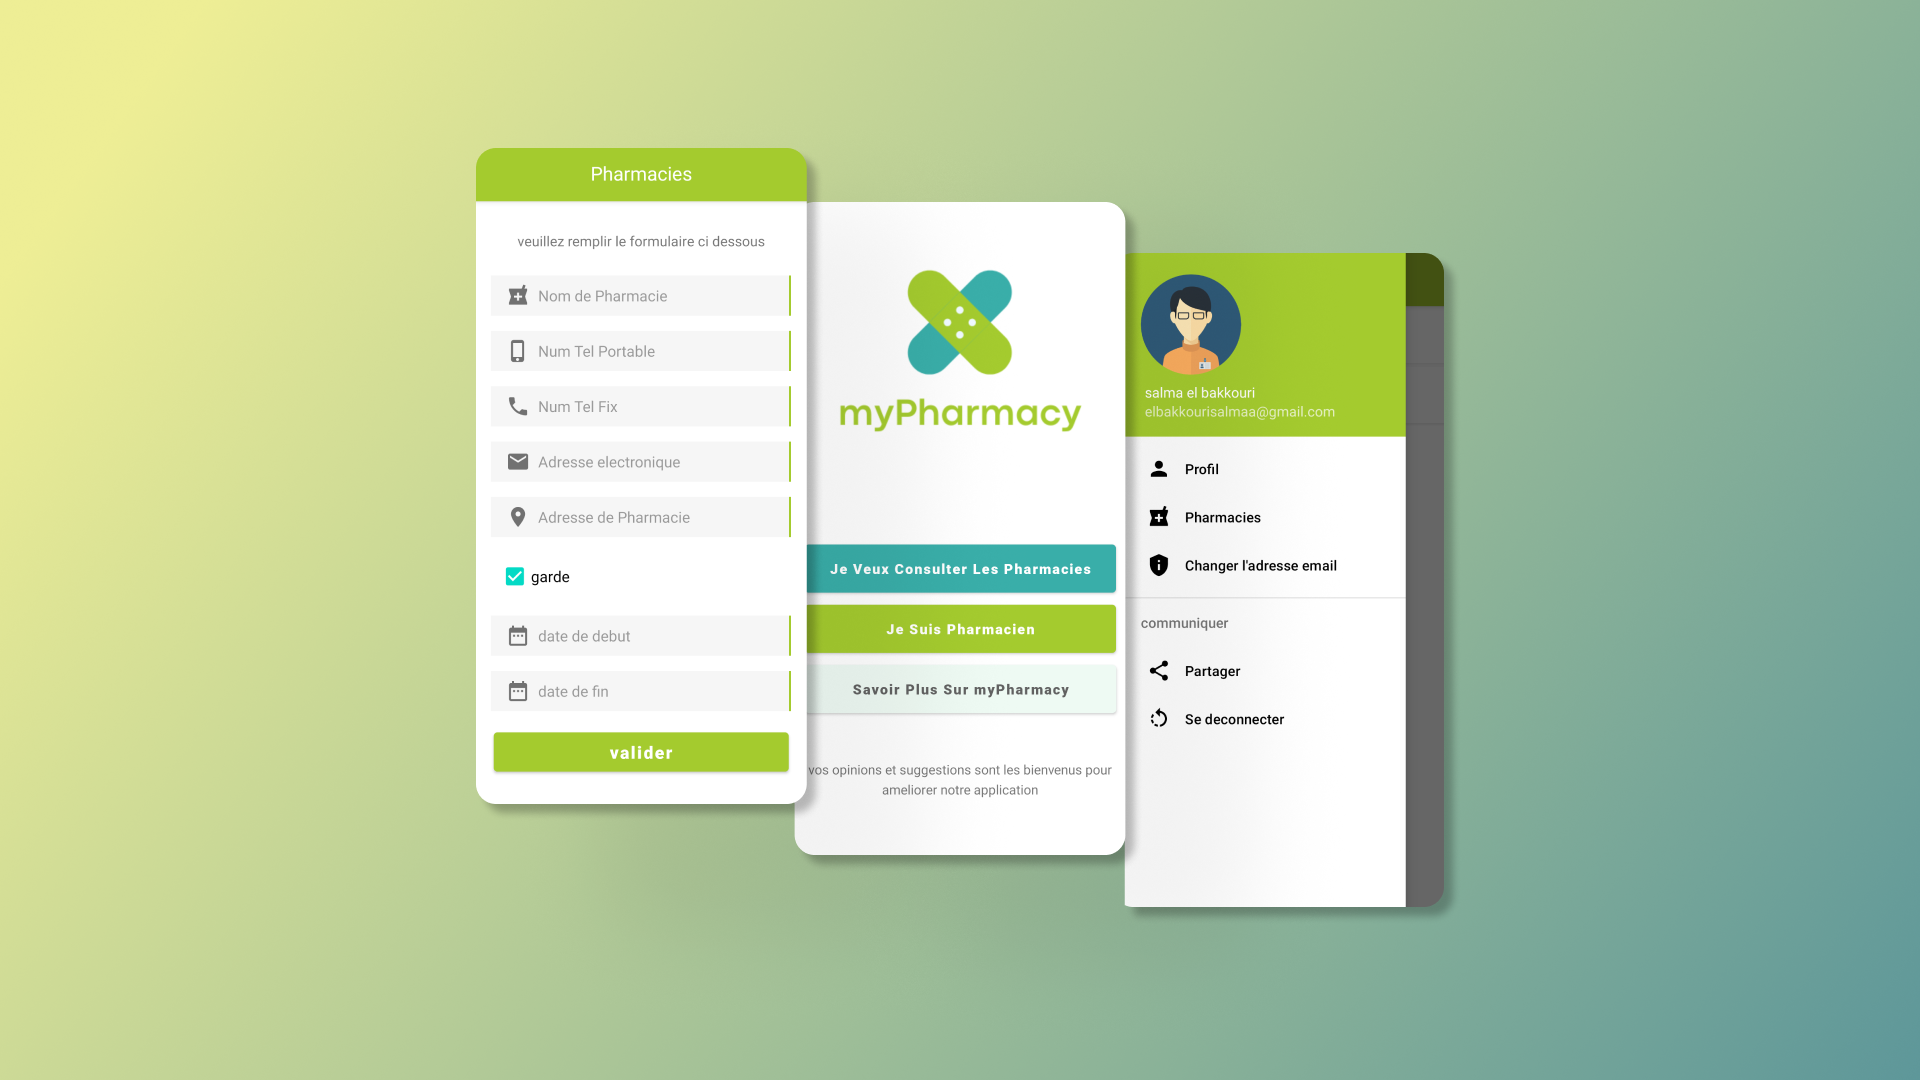 Pharmacies
veuillez remplir le formulaire ci dessous
Nom de Pharmacie
Num Tel Portable
Num Tel Fix
Adresse electronique
Adresse de Pharmacie
garde
date de debut
date de fin
valider
myPharmacy
Je Veux Consulter Les Pharmacies
Je Suis Pharmacien
Savoir Plus Sur myPharmacy
vos opinions et suggestions sont les bienvenus pour
ameliorer notre application
salma el bakkouri
elbakkourisalmaa@gmail.com
Profil
Pharmacies
Changer l'adresse email
communiquer
Partager
Se deconnecter